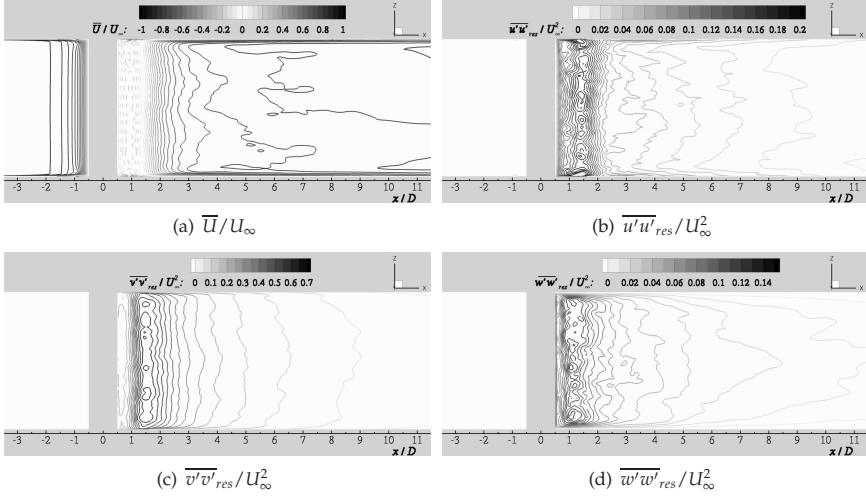 U̅ / U∞: -1 -0.8 -0.6 -0.4 -0.2 0 0.2 0.4 0.6 0.8 1
z
x
-3 -2 -1 0 1 2 3 4 5 6 7 8 9 10 11
x / D
(a) U̅/U∞
u'u'res / U²∞: 0 0.02 0.04 0.06 0.08 0.1 0.12 0.14 0.16 0.18 0.2
z
x
-3 -2 -1 0 1 2 3 4 5 6 7 8 9 10 11
x / D
(b) u'u'res/U²∞
v'v'res / U²∞: 0 0.1 0.2 0.3 0.4 0.5 0.6 0.7
z
x
-3 -2 -1 0 1 2 3 4 5 6 7 8 9 10 11
x / D
(c) v'v'res/U²∞
w'w'res / U²∞: 0 0.02 0.04 0.06 0.08 0.1 0.12 0.14
z
x
-3 -2 -1 0 1 2 3 4 5 6 7 8 9 10 11
x / D
(d) w'w'res/U²∞